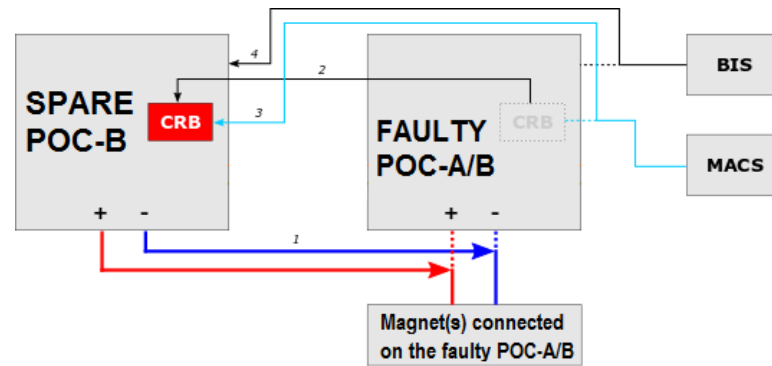 4
BIS
2
SPARE
POC-B
CRB
3
FAULTY
POC-A/B
CRB
MACS
+ -
+ -
1
Magnet(s) connected
on the faulty POC-A/B